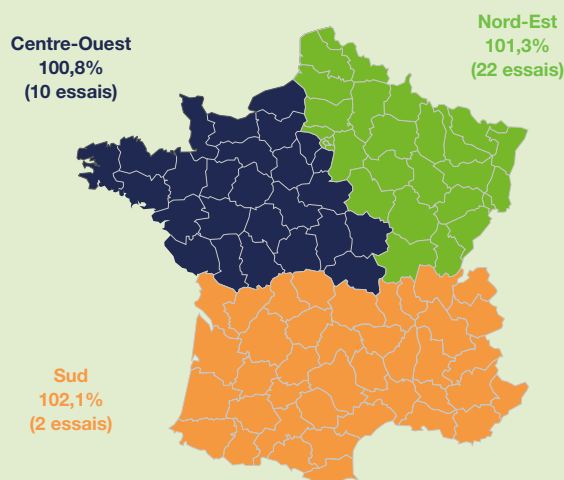 Centre-Ouest
100,8%
(10 essais)
Nord-Est
101,3%
(22 essais)
Sud
102,1%
(2 essais)